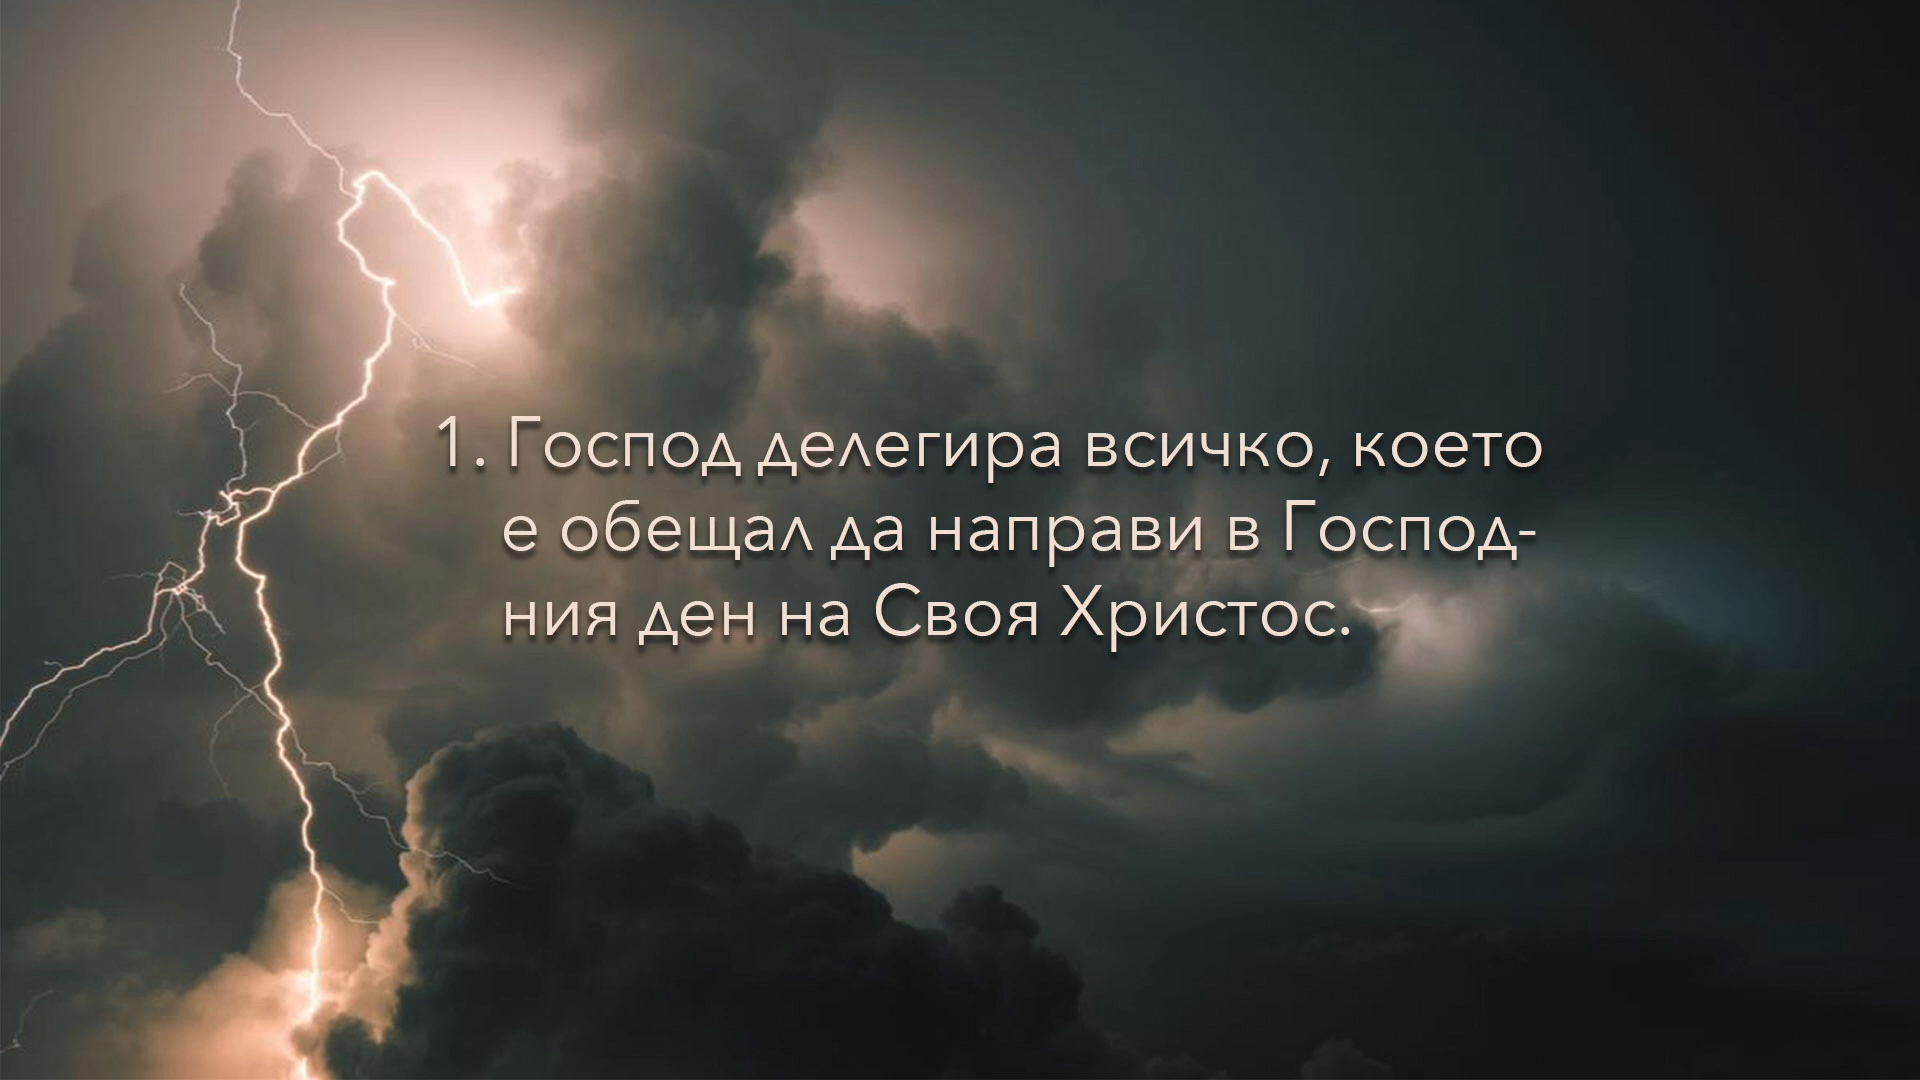 1. Господ делегира всичко, което
е обещал да направи в Господ-
ния ден на Своя Христос.